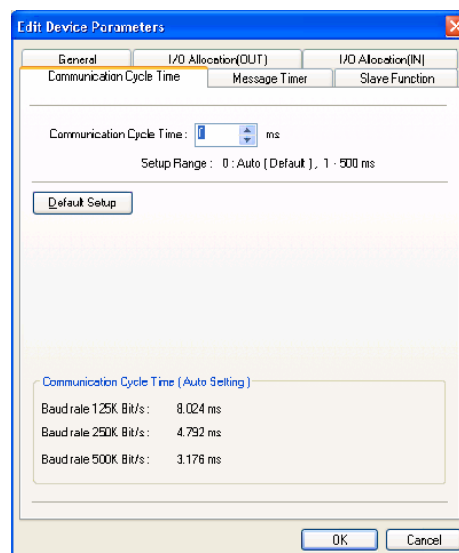 Edit Device Parameters
General I/O Allocation(OUT) I/O Allocation(IN)
Communication Cycle Time Message Timer Slave Function
Communication Cycle Time : 0 ms
Setup Range : 0 : Auto ( Default ) , 1 - 500 ms
Default Setup
Communication Cycle Time ( Auto Setting )
Baud rate 125K Bit/s : 8.024 ms
Baud rate 250K Bit/s : 4.792 ms
Baud rate 500K Bit/s : 3.176 ms
OK Cancel